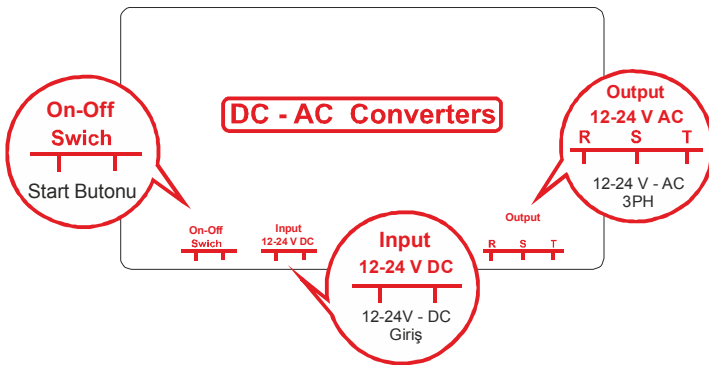 DC - AC Converters
On-Off
Swich
Start Butonu
Output
12-24 V AC
R S T
12-24 V - AC
3PH
On-Off
Swich
Input
12-24 V DC
Input
12-24 V DC
12-24V - DC
Giriş
Output
R S T